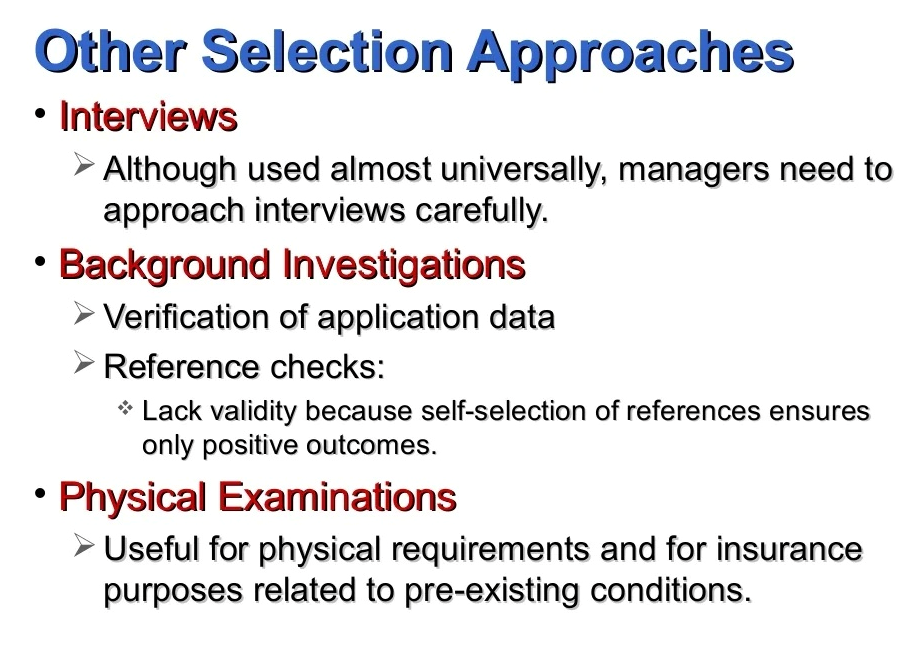 Other Selection Approaches
• Interviews
➢ Although used almost universally, managers need to
approach interviews carefully.
• Background Investigations
➢ Verification of application data
➢ Reference checks:
❖ Lack validity because self-selection of references ensures
only positive outcomes.
• Physical Examinations
➢ Useful for physical requirements and for insurance
purposes related to pre-existing conditions.